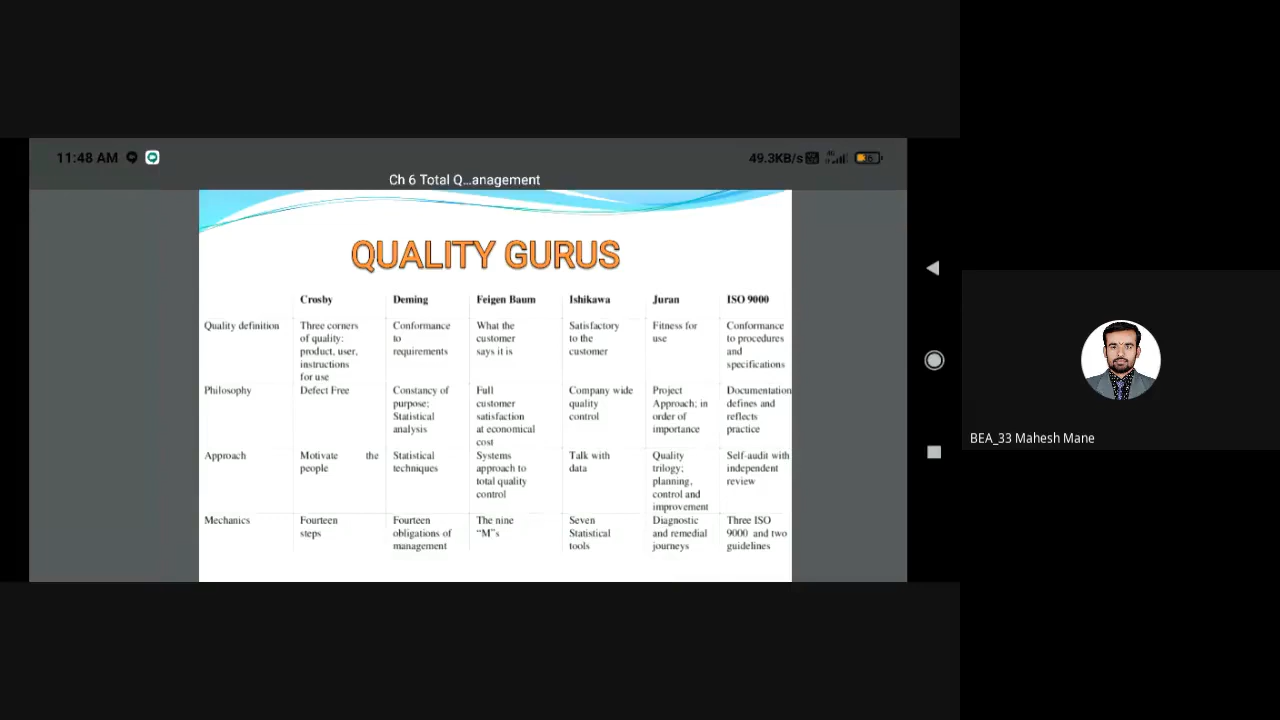 11:48 AM
49.3KB/s
Ch 6 Total Q...anagement
QUALITY GURUS
Crosby Deming Feigen Baum Ishikawa Juran ISO 9000
Quality definition Three corners Conformance What the Satisfactory Fitness for Conformance
of quality: to customer to the use to procedures
product, user, requirements says it is customer and
instructions specifications
for use
Philosophy Defect Free Constancy of Full Company wide Project Documentation
purpose; customer quality Approach; in defines and
Statistical satisfaction control order of reflects
analysis at economical importance practice
cost
Approach Motivate the Statistical Systems Talk with Quality Self-audit with
people techniques approach to data trilogy; independent
total quality planning, review
control control and
improvement
Mechanics Fourteen Fourteen The nine Seven Diagnostic Three ISO
steps obligations of "M"s Statistical and remedial 9000 and two
management tools journeys guidelines
BEA_33 Mahesh Mane